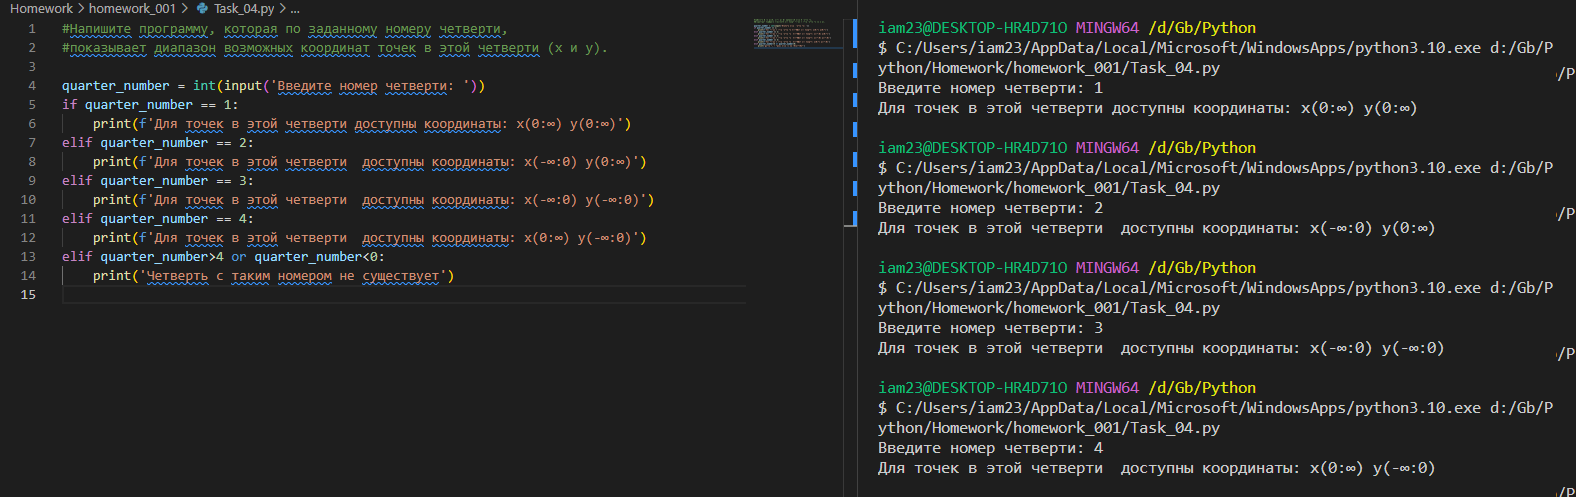 Homework > homework_001 > Task_04.py > ...
1 #Напишите программу, которая по заданному номеру четверти,
2 #показывает диапазон возможных координат точек в этой четверти (x и y).
3
4 quarter_number = int(input('Введите номер четверти: '))
5 if quarter_number == 1:
6 print(f'Для точек в этой четверти доступны координаты: x(0:∞) y(0:∞)')
7 elif quarter_number == 2:
8 print(f'Для точек в этой четверти  доступны координаты: x(-∞:0) y(0:∞)')
9 elif quarter_number == 3:
10 print(f'Для точек в этой четверти  доступны координаты: x(-∞:0) y(-∞:0)')
11 elif quarter_number == 4:
12 print(f'Для точек в этой четверти  доступны координаты: x(0:∞) y(-∞:0)')
13 elif quarter_number>4 or quarter_number<0:
14 print('Четверть с таким номером не существует')
15
iam23@DESKTOP-HR4D71O MINGW64 /d/Gb/Python
$ C:/Users/iam23/AppData/Local/Microsoft/WindowsApps/python3.10.exe d:/Gb/P
ython/Homework/homework_001/Task_04.py
Введите номер четверти: 1
Для точек в этой четверти доступны координаты: x(0:∞) y(0:∞)
iam23@DESKTOP-HR4D71O MINGW64 /d/Gb/Python
$ C:/Users/iam23/AppData/Local/Microsoft/WindowsApps/python3.10.exe d:/Gb/P
ython/Homework/homework_001/Task_04.py
Введите номер четверти: 2
Для точек в этой четверти  доступны координаты: x(-∞:0) y(0:∞)
iam23@DESKTOP-HR4D71O MINGW64 /d/Gb/Python
$ C:/Users/iam23/AppData/Local/Microsoft/WindowsApps/python3.10.exe d:/Gb/P
ython/Homework/homework_001/Task_04.py
Введите номер четверти: 3
Для точек в этой четверти  доступны координаты: x(-∞:0) y(-∞:0)
iam23@DESKTOP-HR4D71O MINGW64 /d/Gb/Python
$ C:/Users/iam23/AppData/Local/Microsoft/WindowsApps/python3.10.exe d:/Gb/P
ython/Homework/homework_001/Task_04.py
Введите номер четверти: 4
Для точек в этой четверти  доступны координаты: x(0:∞) y(-∞:0)